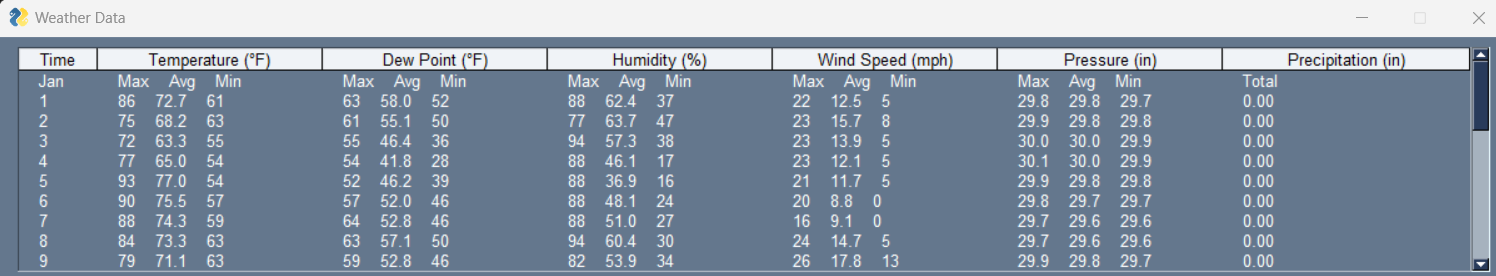 Weather Data
Time Temperature (°F) Dew Point (°F) Humidity (%) Wind Speed (mph) Pressure (in) Precipitation (in)
Jan Max Avg Min Max Avg Min Max Avg Min Max Avg Min Max Avg Min Total
1 86 72.7 61 63 58.0 52 88 62.4 37 22 12.5 5 29.8 29.8 29.7 0.00
2 75 68.2 63 61 55.1 50 77 63.7 47 23 15.7 8 29.9 29.8 29.8 0.00
3 72 63.3 55 55 46.4 36 94 57.3 38 23 13.9 5 30.0 30.0 29.9 0.00
4 77 65.0 54 54 41.8 28 88 46.1 17 23 12.1 5 30.1 30.0 29.9 0.00
5 93 77.0 54 52 46.2 39 88 36.9 16 21 11.7 5 29.9 29.8 29.8 0.00
6 90 75.5 57 57 52.0 46 88 48.1 24 20 8.8 0 29.8 29.7 29.7 0.00
7 88 74.3 59 64 52.8 46 88 51.0 27 16 9.1 0 29.7 29.6 29.6 0.00
8 84 73.3 63 63 57.1 50 94 60.4 30 24 14.7 5 29.7 29.6 29.6 0.00
9 79 71.1 63 59 52.8 46 82 53.9 34 26 17.8 13 29.9 29.8 29.7 0.00